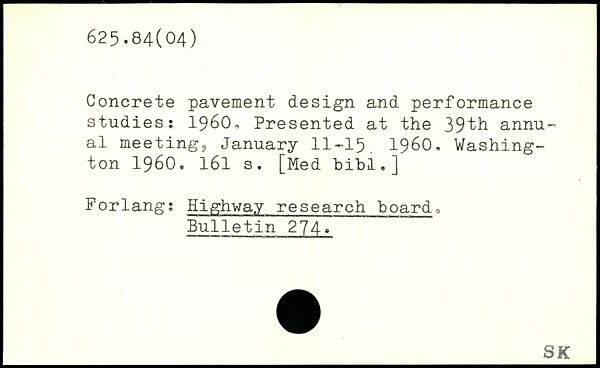 625.84(04)
Concrete pavement design and performance
studies: 1960. Presented at the 39th annu-
al meeting, January 11-15 1960. Washing-
ton 1960. 161 s. [Med bibl.]
Forlang: Highway research board.
Bulletin 274.
SK